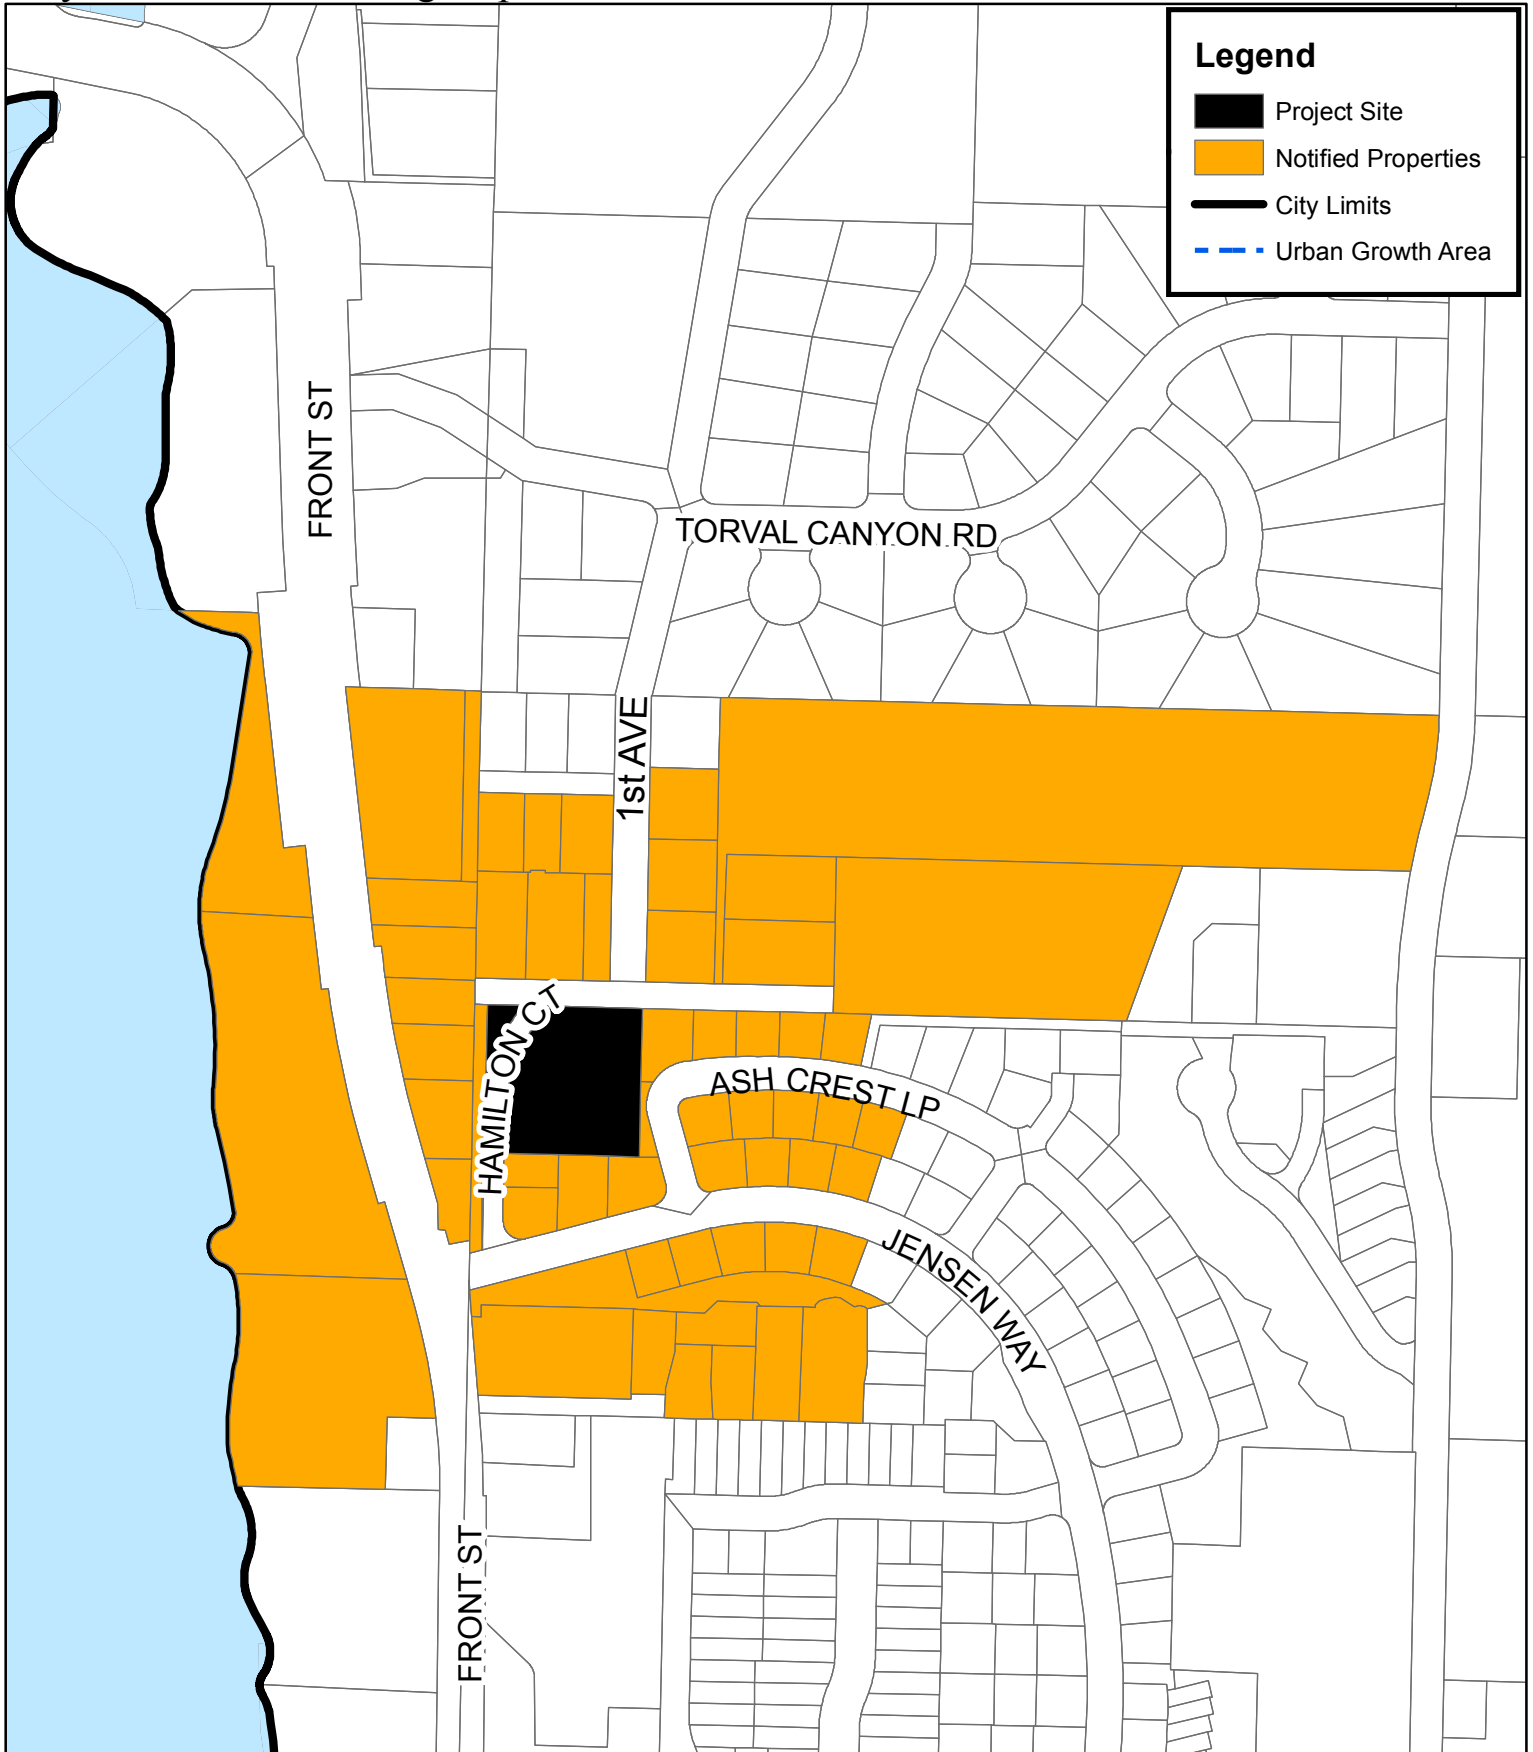 Legend
Project Site
Notified Properties
City Limits
Urban Growth Area
FRONT ST
TORVAL CANYON RD
1st AVE
HAMILTON CT
ASH CREST LP
JENSEN WAY
FRONT ST